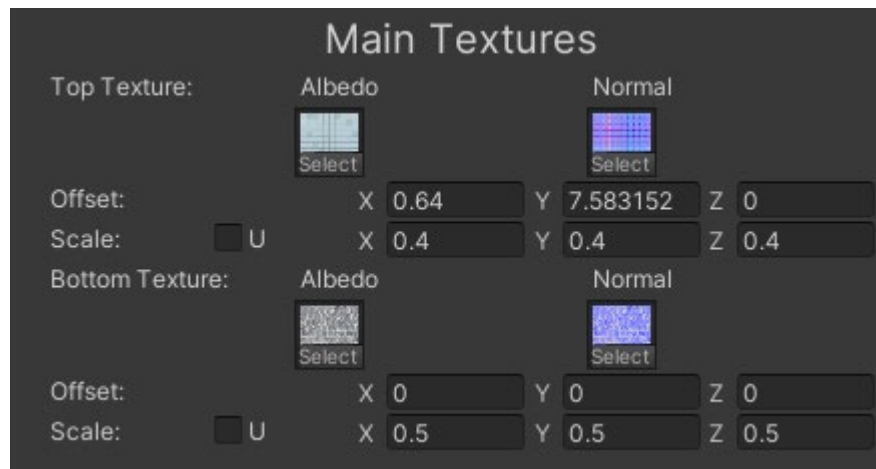 Main Textures
Top Texture: Albedo Normal
Select Select
Offset: X 0.64 Y 7.583152 Z 0
Scale: U X 0.4 Y 0.4 Z 0.4
Bottom Texture: Albedo Normal
Select Select
Offset: X 0 Y 0 Z 0
Scale: U X 0.5 Y 0.5 Z 0.5